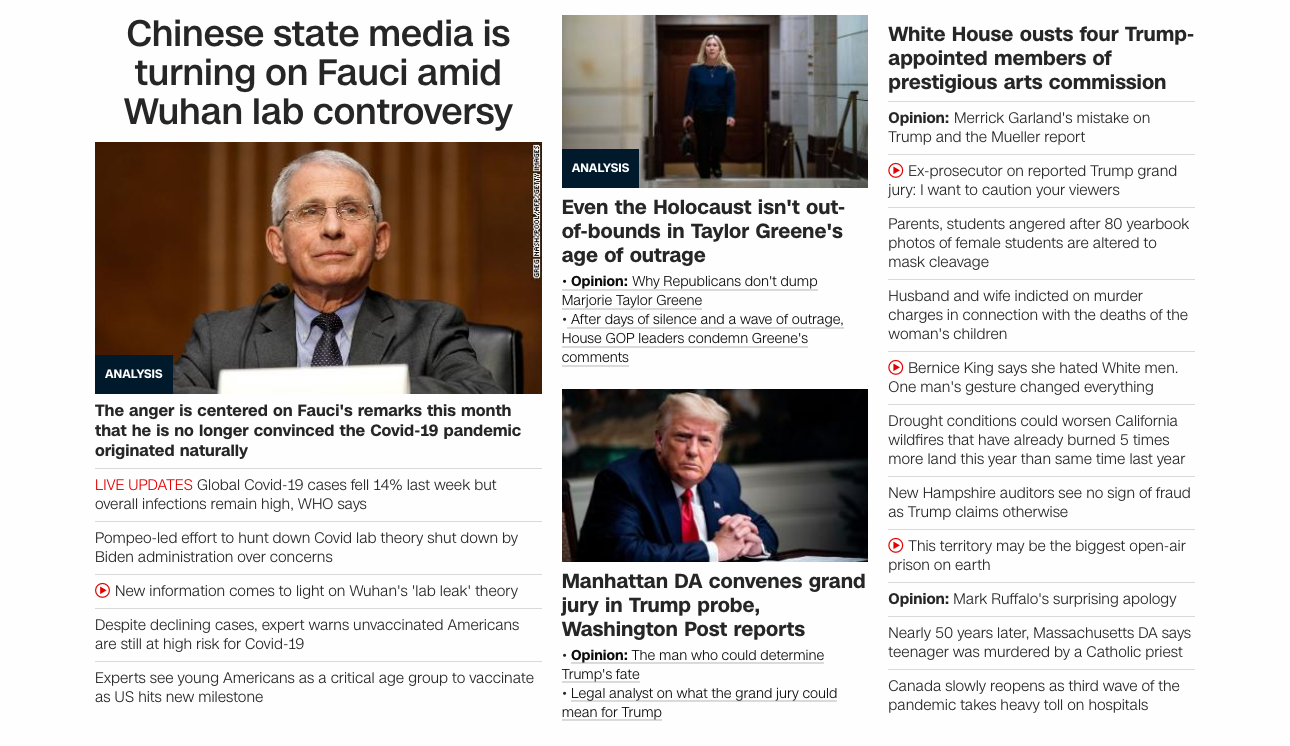 Chinese state media is
turning on Fauci amid
Wuhan lab controversy
GREG NASH/POOL/AFP/GETTY IMAGES
ANALYSIS
The anger is centered on Fauci's remarks this month
that he is no longer convinced the Covid-19 pandemic
originated naturally
LIVE UPDATES Global Covid-19 cases fell 14% last week but
overall infections remain high, WHO says
Pompeo-led effort to hunt down Covid lab theory shut down by
Biden administration over concerns
New information comes to light on Wuhan's 'lab leak' theory
Despite declining cases, expert warns unvaccinated Americans
are still at high risk for Covid-19
Experts see young Americans as a critical age group to vaccinate
as US hits new milestone
ANALYSIS
Even the Holocaust isn't out-
of-bounds in Taylor Greene's
age of outrage
• Opinion: Why Republicans don't dump
Marjorie Taylor Greene
• After days of silence and a wave of outrage,
House GOP leaders condemn Greene's
comments
Manhattan DA convenes grand
jury in Trump probe,
Washington Post reports
• Opinion: The man who could determine
Trump's fate
• Legal analyst on what the grand jury could
mean for Trump
White House ousts four Trump-
appointed members of
prestigious arts commission
Opinion: Merrick Garland's mistake on
Trump and the Mueller report
Ex-prosecutor on reported Trump grand
jury: I want to caution your viewers
Parents, students angered after 80 yearbook
photos of female students are altered to
mask cleavage
Husband and wife indicted on murder
charges in connection with the deaths of the
woman's children
Bernice King says she hated White men.
One man's gesture changed everything
Drought conditions could worsen California
wildfires that have already burned 5 times
more land this year than same time last year
New Hampshire auditors see no sign of fraud
as Trump claims otherwise
This territory may be the biggest open-air
prison on earth
Opinion: Mark Ruffalo's surprising apology
Nearly 50 years later, Massachusetts DA says
teenager was murdered by a Catholic priest
Canada slowly reopens as third wave of the
pandemic takes heavy toll on hospitals